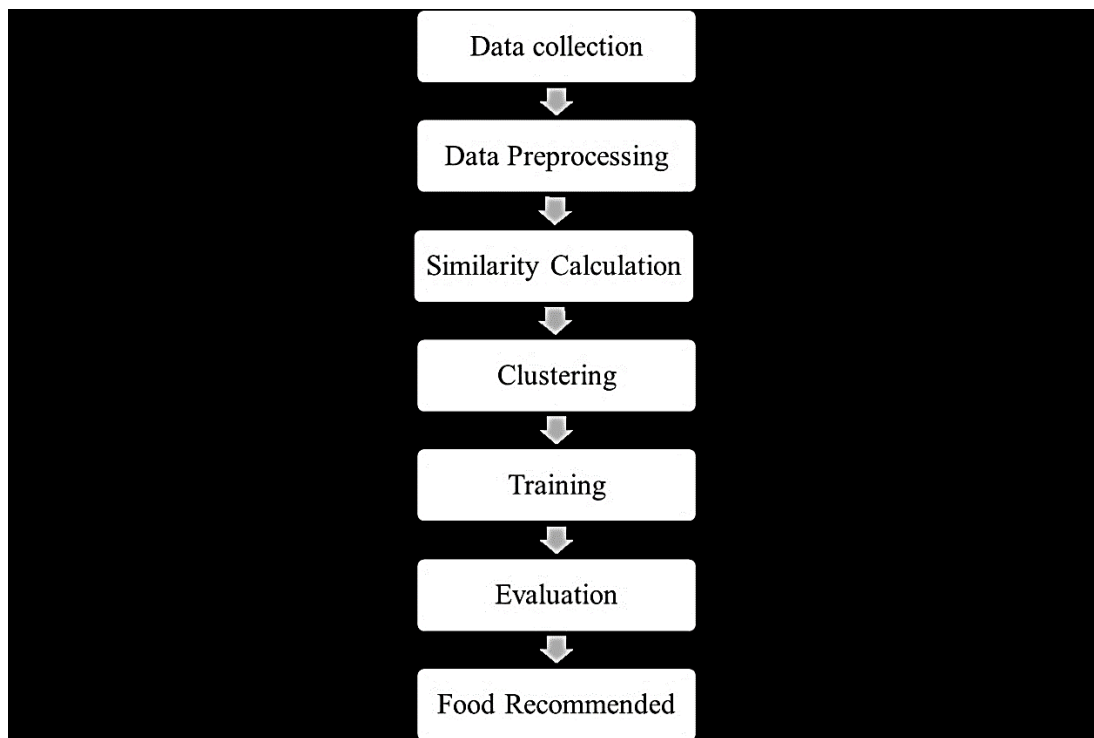 Data collection
Data Preprocessing
Similarity Calculation
Clustering
Training
Evaluation
Food Recommended